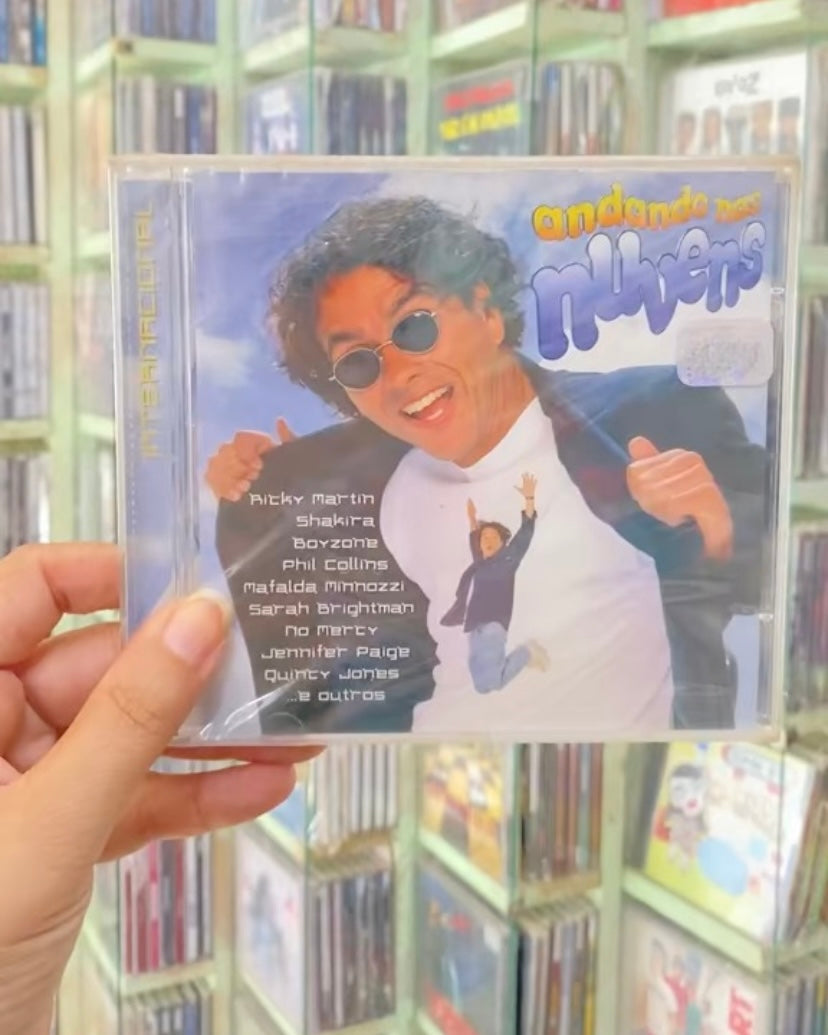 INTERNACIONAL
andando nas
nuvens
Ricky Martin
Shakira
Boyzone
Phil Collins
Mafalda Minnozzi
Sarah Brightman
No Mercy
Jennifer Paige
Quincy Jones
...e outros